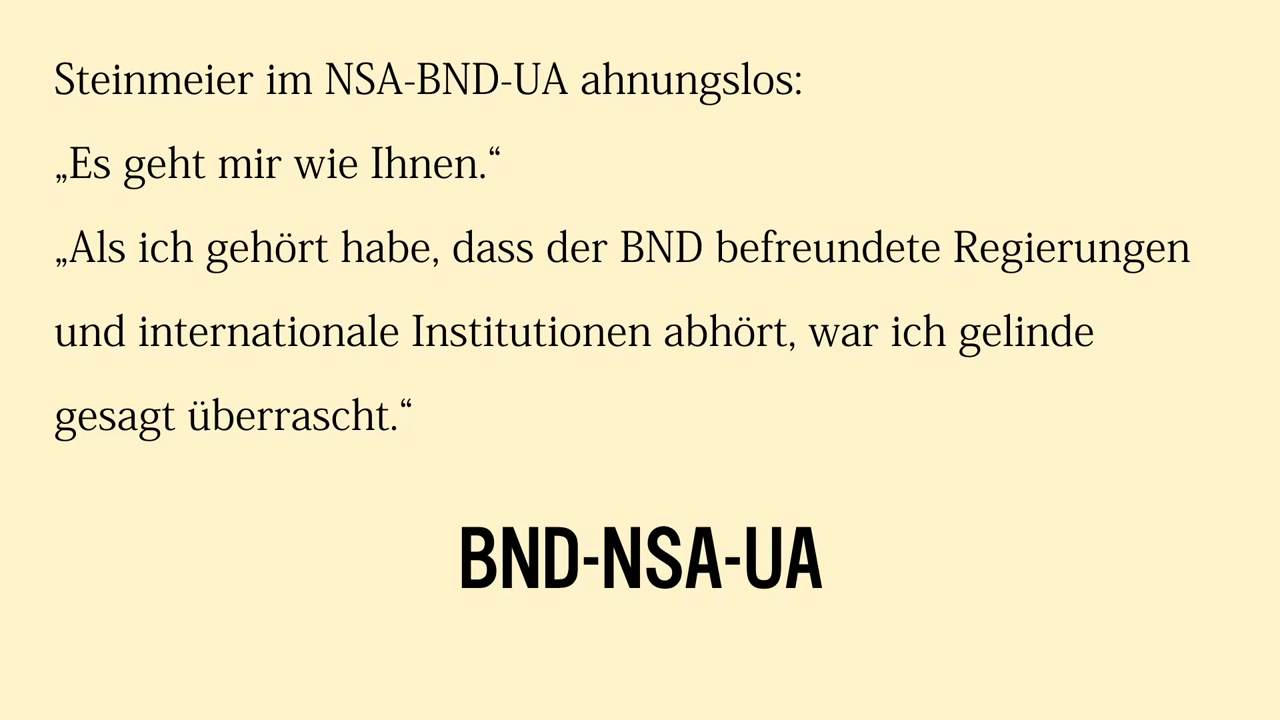 Steinmeier im NSA-BND-UA ahnungslos:
„Es geht mir wie Ihnen.“
„Als ich gehört habe, dass der BND befreundete Regierungen
und internationale Institutionen abhört, war ich gelinde
gesagt überrascht.“
BND-NSA-UA